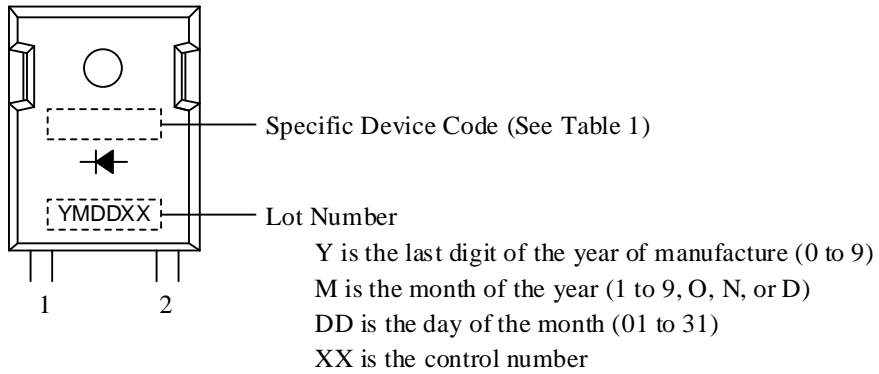 Specific Device Code (See Table 1)
YMDDXX
Lot Number
Y is the last digit of the year of manufacture (0 to 9)
M is the month of the year (1 to 9, O, N, or D)
1 2
DD is the day of the month (01 to 31)
XX is the control number